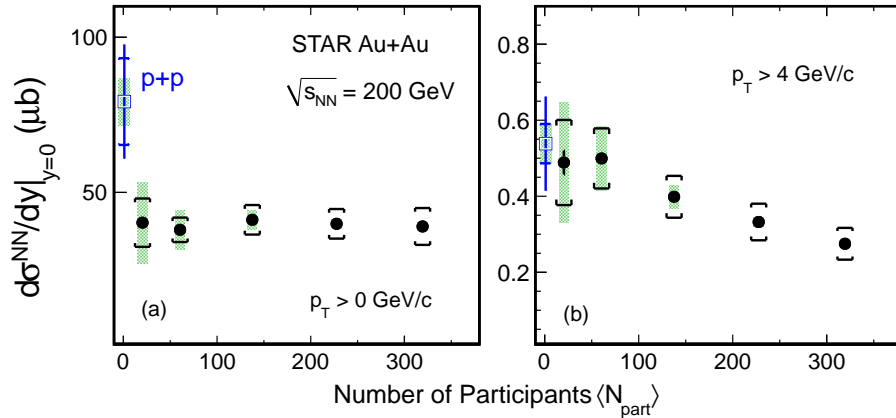 100
50
dσ^NN/dy|_y=0 (μb)
STAR Au+Au
p+p
√s_NN = 200 GeV
(a)
p_T > 0 GeV/c
0 100 200 300
0.8
0.6
0.4
0.2
p_T > 4 GeV/c
(b)
0 100 200 300
Number of Participants ⟨N_part⟩